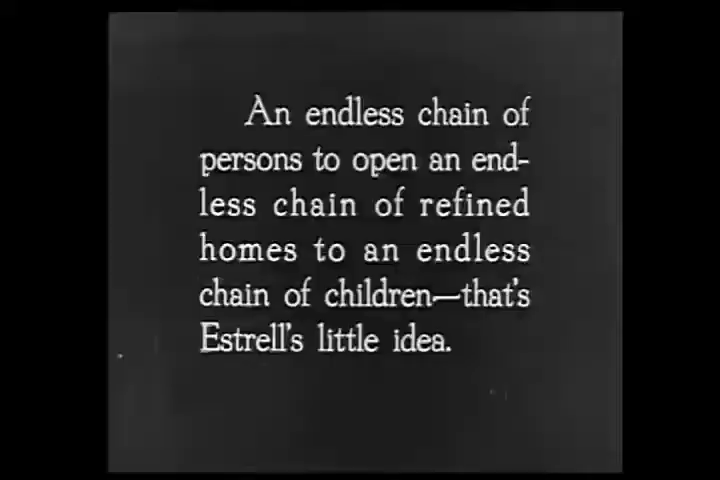 An endless chain of
persons to open an end-
less chain of refined
homes to an endless
chain of children—that's
Estrell's little idea.